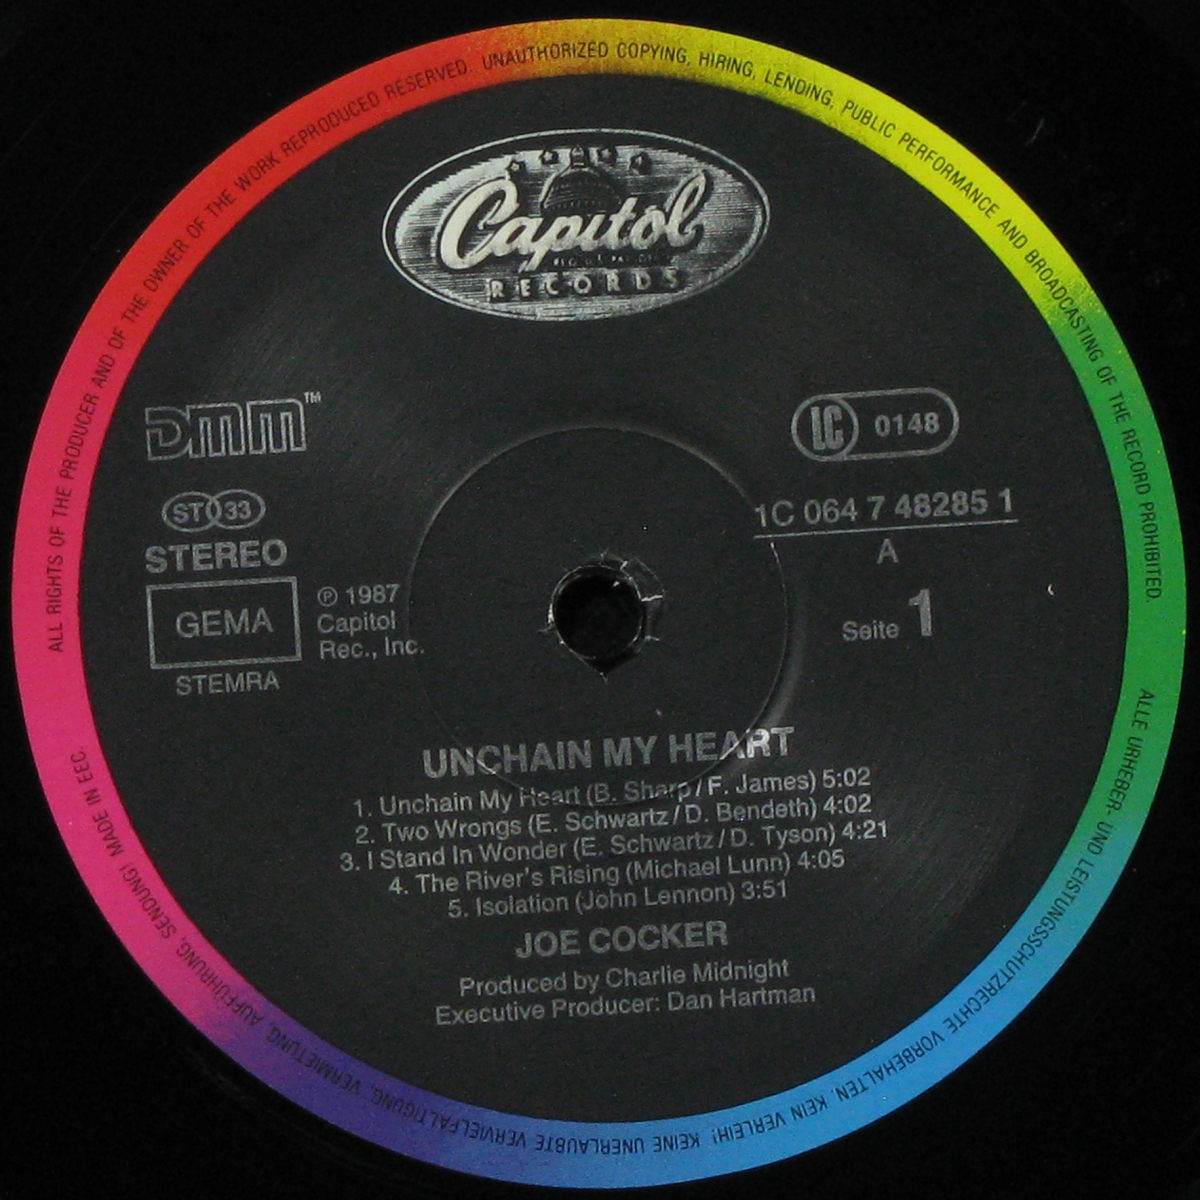 ALL RIGHTS OF THE PRODUCER AND OF THE OWNER OF THE WORK REPRODUCED RESERVED. UNAUTHORIZED COPYING, HIRING, LENDING, PUBLIC PERFORMANCE AND BROADCASTING OF THE RECORD PROHIBITED.
Capitol
RECORDS
DMM™
LC 0148
ST 33
STEREO
GEMA
STEMRA
℗ 1987
Capitol
Rec., Inc.
1C 064 7 48285 1
A
Seite 1
UNCHAIN MY HEART
1. Unchain My Heart (B. Sharp/F. James) 5:02
2. Two Wrongs (E. Schwartz/D. Bendeth) 4:02
3. I Stand In Wonder (E. Schwartz/D. Tyson) 4:21
4. The River's Rising (Michael Lunn) 4:05
5. Isolation (John Lennon) 3:51
JOE COCKER
Produced by Charlie Midnight
Executive Producer: Dan Hartman
ALLE URHEBER- UND LEISTUNGSSCHUTZRECHTE VORBEHALTEN. KEIN VERLEIH! KEINE UNERLAUBTE VERVIELFÄLTIGUNG, VERMIETUNG, AUFFÜHRUNG, SENDUNG! MADE IN EEC.